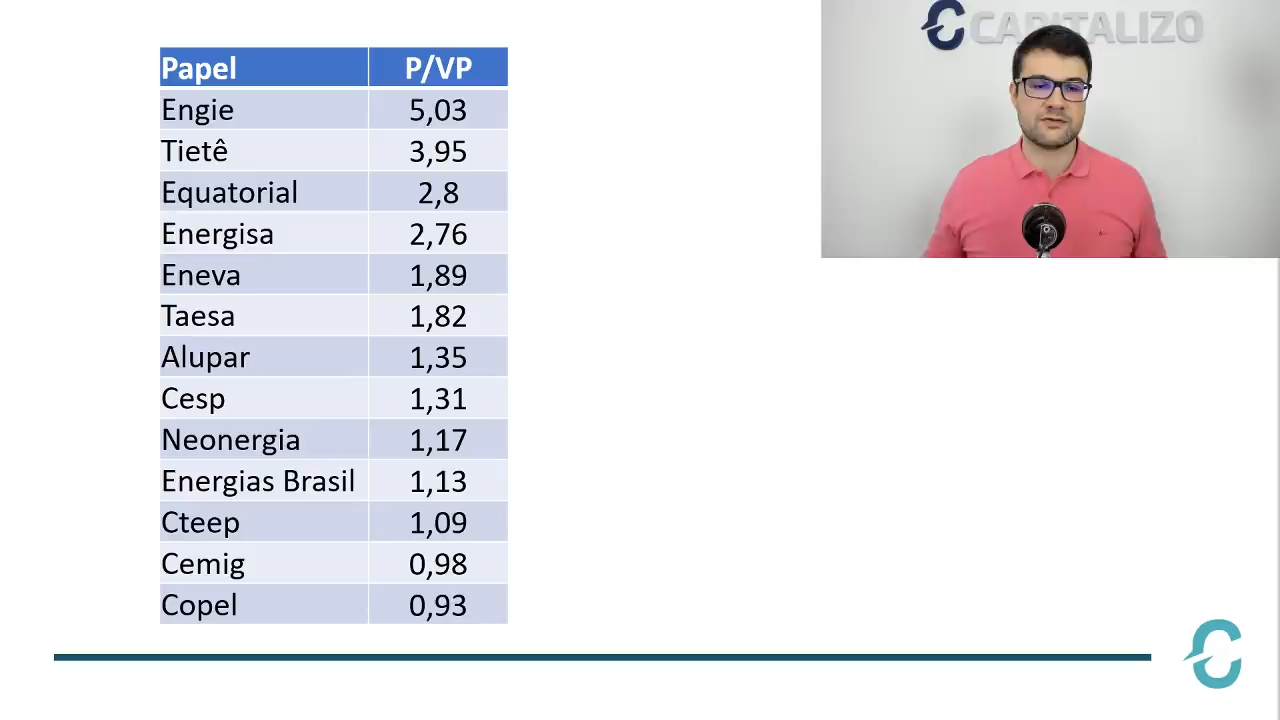 CAPITALIZO
Papel P/VP
Engie 5,03
Tietê 3,95
Equatorial 2,8
Energisa 2,76
Eneva 1,89
Taesa 1,82
Alupar 1,35
Cesp 1,31
Neonergia 1,17
Energias Brasil 1,13
Cteep 1,09
Cemig 0,98
Copel 0,93